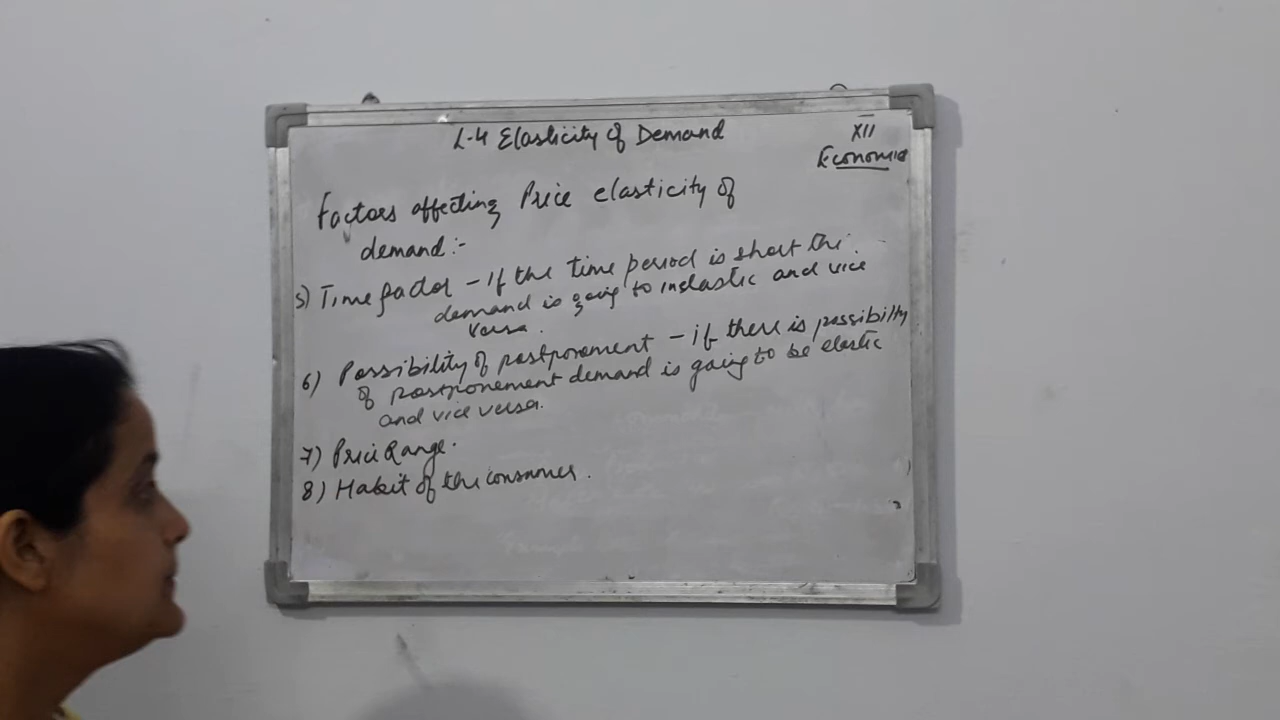 L-4 Elasticity of Demand
XII
Economics
Factors affecting Price elasticity of
demand :-
5) Time factor - if the time period is short the
demand is going to inelastic and vice
versa.
6) Possibility of postponement - if there is possibility
of postponement demand is going to be elastic
and vice versa.
7) Price Range.
8) Habit of the consumer.